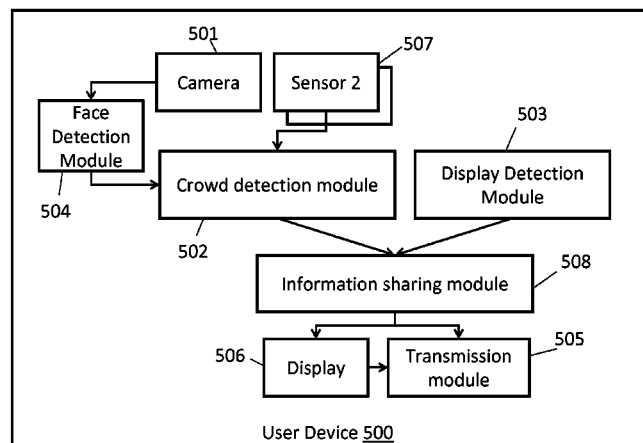 501
507
Camera
Sensor 2
503
Face
Detection
Module
504
Crowd detection module
502
Display Detection
Module
Information sharing module
508
506
Display
Transmission
module
505
User Device 500